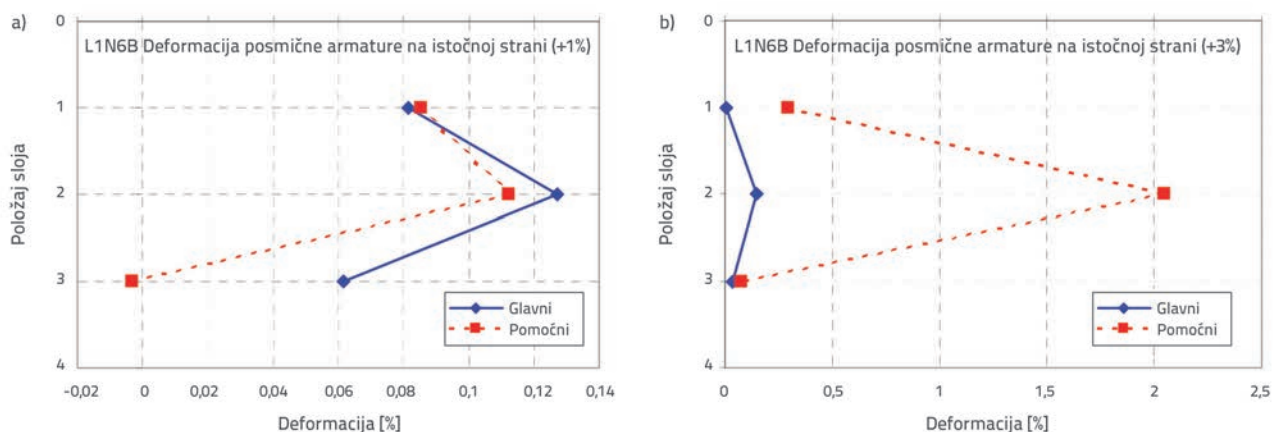 a)
L1N6B Deformacija posmične armature na istočnoj strani (+1%)
0
1
2
3
4
Položaj sloja
Glavni
Pomoćni
-0,02 0 0,02 0,04 0,06 0,08 0,1 0,12 0,14
Deformacija [%]
b)
L1N6B Deformacija posmične armature na istočnoj strani (+3%)
0
1
2
3
4
Položaj sloja
Glavni
Pomoćni
0 0,5 1 1,5 2 2,5
Deformacija [%]